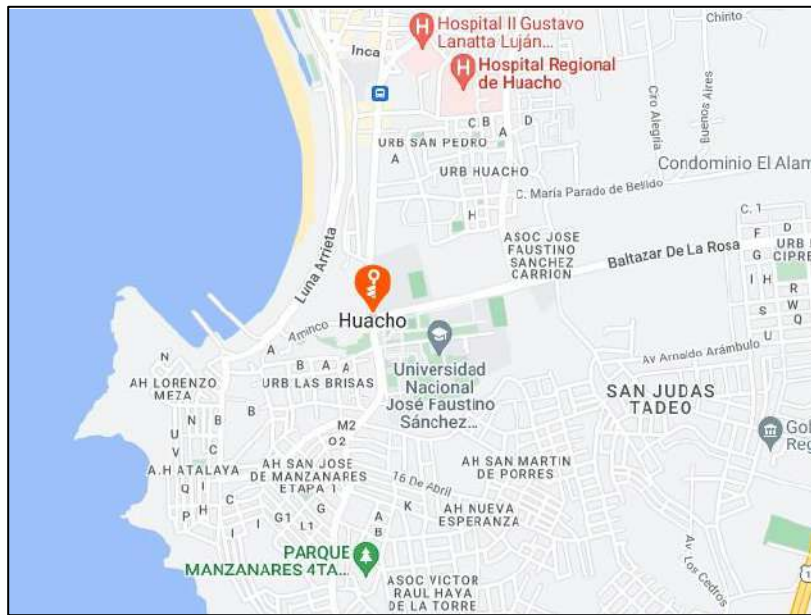 Hospital II Gustavo
Lanatta Luján...
Inca
Hospital Regional
de Huacho
Chinto
Cro Alegria
Buenos Aires
C
B
D
A
URB SAN PEDRO
A
URB HUACHO
Condominio El Alam
C. María Parado de Bellido
H
C. 1
ASOC JOSE
FAUSTINO
SANCHEZ
CARRION
Baltazar De La Rosa
F
D
URB
CIPRE
G
I
H
R
S
W
Q
U
Luna Arrieta
Huacho
Universidad
Nacional
José Faustino
Sánchez...
Av Arnaldo Arámbulo
SAN JUDAS
TADEO
N
A
B
A
A
AH LORENZO
MEZA
URB LAS BRISAS
N
B
B
U
V
C
M2
O2
Gob
Reg
A.H ATALAYA
Q
I
P
H
C
I
I
AH SAN JOSE
DE MANZANARES
ETAPA 1
G
G1
L1
16 De Abril
AH SAN MARTIN
DE PORRES
K
A
B
AH NUEVA
ESPERANZA
PARQUE
MANZANARES 4TA...
ASOC VICTOR
RAUL HAYA
DE LA TORRE
Av. Los Cedros
1